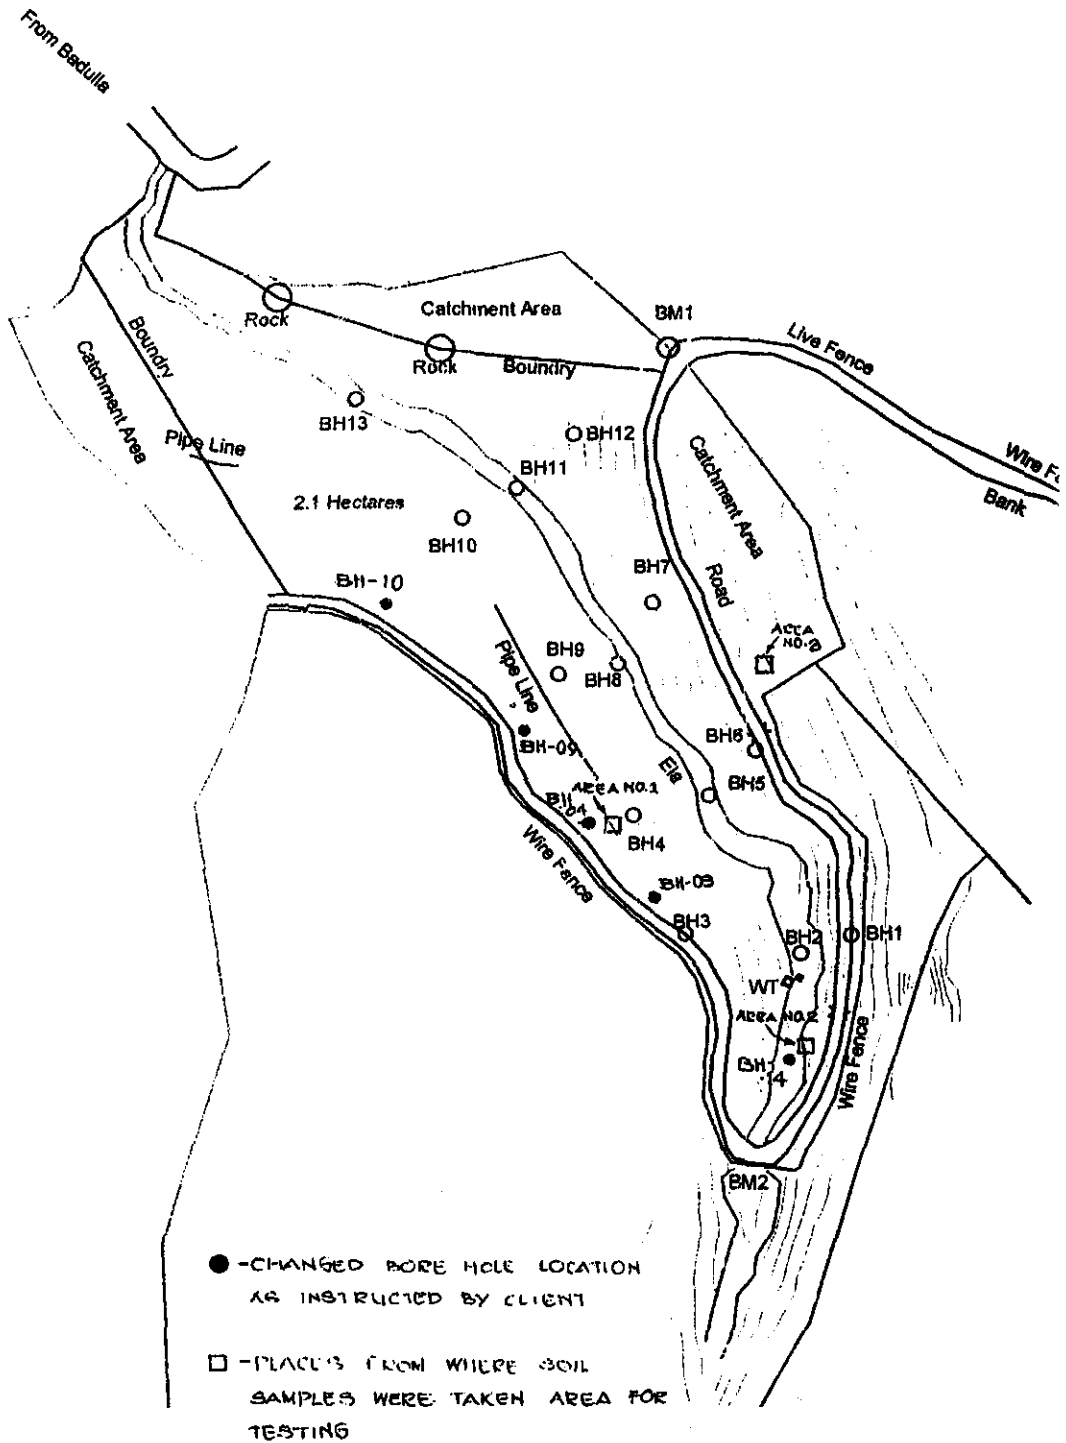 From Badulla
Catchment Area
BM1
Live Fence
Rock
Rock
Boundry
Boundry
Catchment Area
Wire F
Bank
BH13
BH12
Pipe Line
BH11
Catchment Area
2.1 Hectares
BH10
BH-10
BH7
Road
AREA
NO.3
Pipe Line
BH9
BH8
BH6
BH-09
Ela
BH5
AREA NO.1
BH
-04
BH4
Wire Fance
BH-03
BH3
BH2
BH1
WT
AREA NO.2
BH-
14
Wire Fence
BM2
-CHANGED BORE HOLE LOCATION
AS INSTRUCTED BY CLIENT
-PLACES FROM WHERE SOIL
SAMPLES WERE TAKEN AREA FOR
TESTING